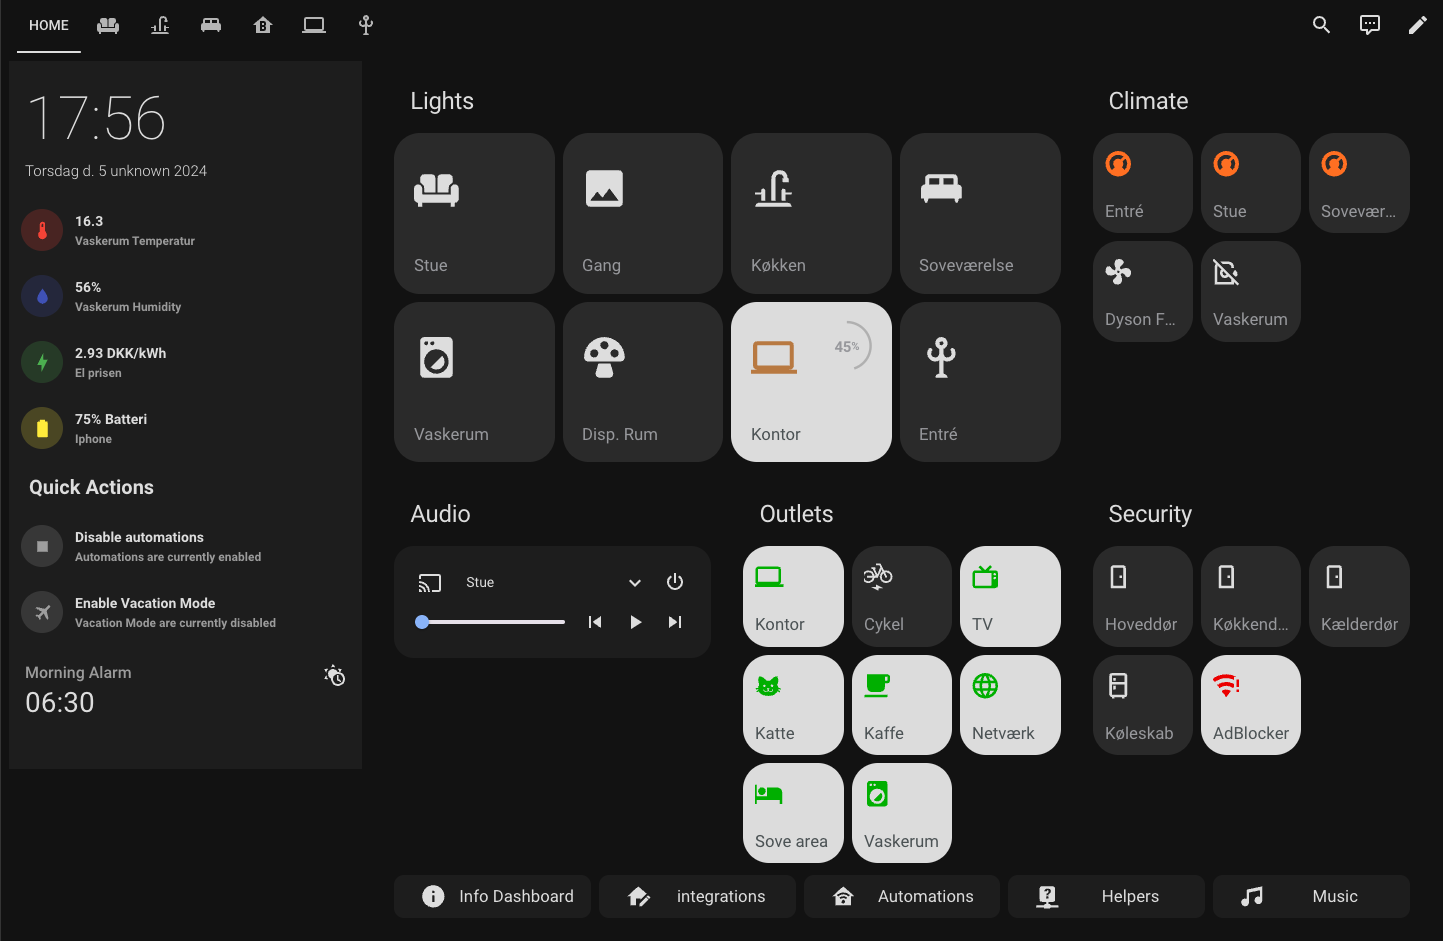 HOME
17:56
Torsdag d. 5 unknown 2024
16.3
Vaskerum Temperatur
56%
Vaskerum Humidity
2.93 DKK/kWh
El prisen
75% Batteri
Iphone
Quick Actions
Disable automations
Automations are currently enabled
Enable Vacation Mode
Vacation Mode are currently disabled
Morning Alarm
06:30
Lights
Stue
Gang
Køkken
Soveværelse
Vaskerum
Disp. Rum
45%
Kontor
Entré
Climate
Entré
Stue
Sovevær...
Dyson F...
Vaskerum
Audio
Stue
Outlets
Kontor
Cykel
TV
Katte
Kaffe
Netværk
Sove area
Vaskerum
Security
Hoveddør
Køkkend...
Kælderdør
Køleskab
AdBlocker
Info Dashboard
integrations
Automations
Helpers
Music